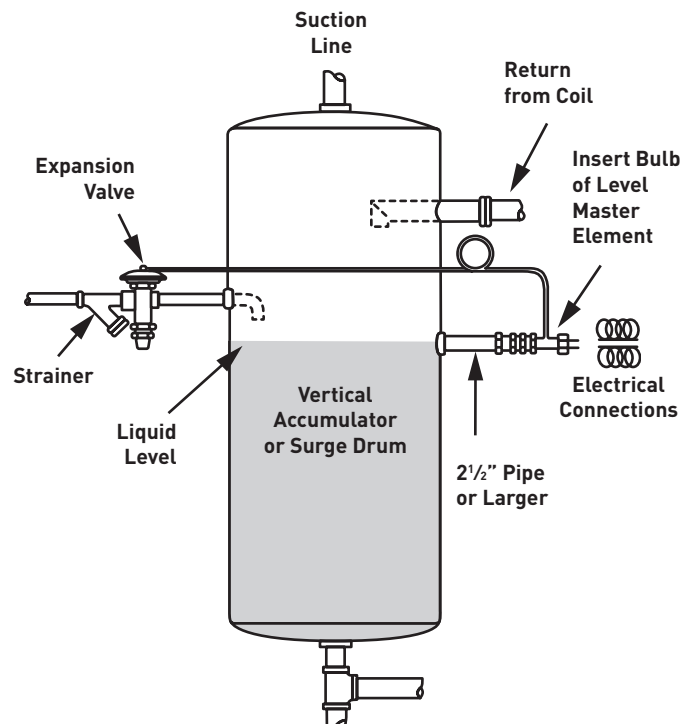 Suction
Line
Return
from Coil
Expansion
Valve
Insert Bulb
of Level
Master
Element
Strainer
Liquid
Level
Vertical
Accumulator
or Surge Drum
Electrical
Connections
2½” Pipe
or Larger